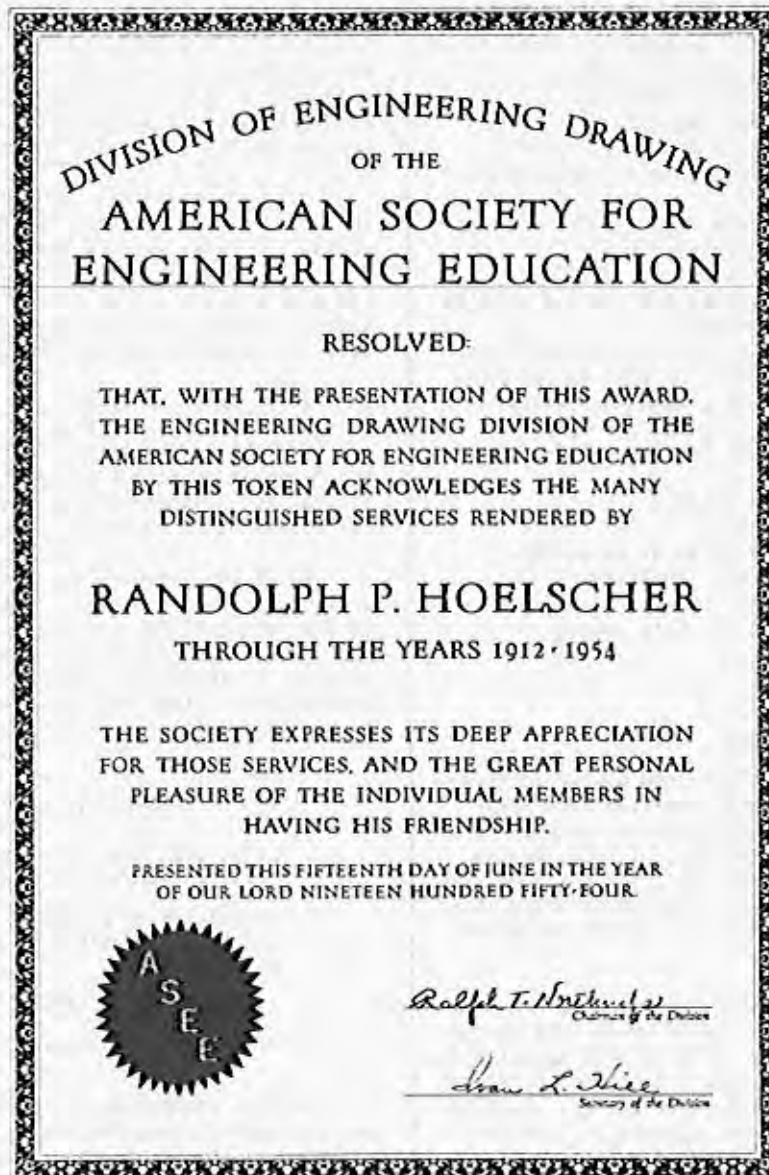 DIVISION OF ENGINEERING DRAWING
OF THE
AMERICAN SOCIETY FOR
ENGINEERING EDUCATION
RESOLVED:
THAT, WITH THE PRESENTATION OF THIS AWARD,
THE ENGINEERING DRAWING DIVISION OF THE
AMERICAN SOCIETY FOR ENGINEERING EDUCATION
BY THIS TOKEN ACKNOWLEDGES THE MANY
DISTINGUISHED SERVICES RENDERED BY
RANDOLPH P. HOELSCHER
THROUGH THE YEARS 1912 · 1954
THE SOCIETY EXPRESSES ITS DEEP APPRECIATION
FOR THOSE SERVICES, AND THE GREAT PERSONAL
PLEASURE OF THE INDIVIDUAL MEMBERS IN
HAVING HIS FRIENDSHIP.
PRESENTED THIS FIFTEENTH DAY OF JUNE IN THE YEAR
OF OUR LORD NINETEEN HUNDRED FIFTY·FOUR
ASEE
Ralph T.
Chairman of the Division
Ivan L. Hill
Secretary of the Division